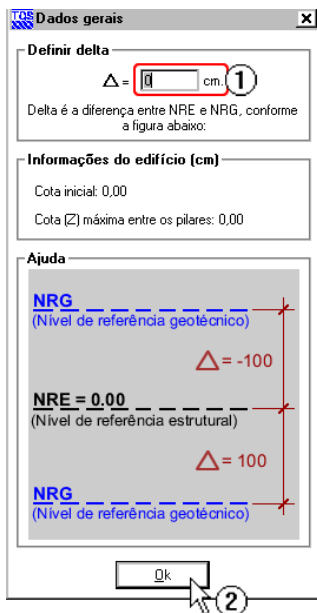 TQS Dados gerais
Definir delta
Δ = 0 cm. 1
Delta é a diferença entre NRE e NRG, conforme
a figura abaixo:
Informações do edifício (cm)
Cota inicial: 0,00
Cota (Z) máxima entre os pilares: 0,00
Ajuda
NRG
(Nível de referência geotécnico)
Δ = -100
NRE = 0.00
(Nível de referência estrutural)
Δ = 100
NRG
(Nível de referência geotécnico)
Ok
2